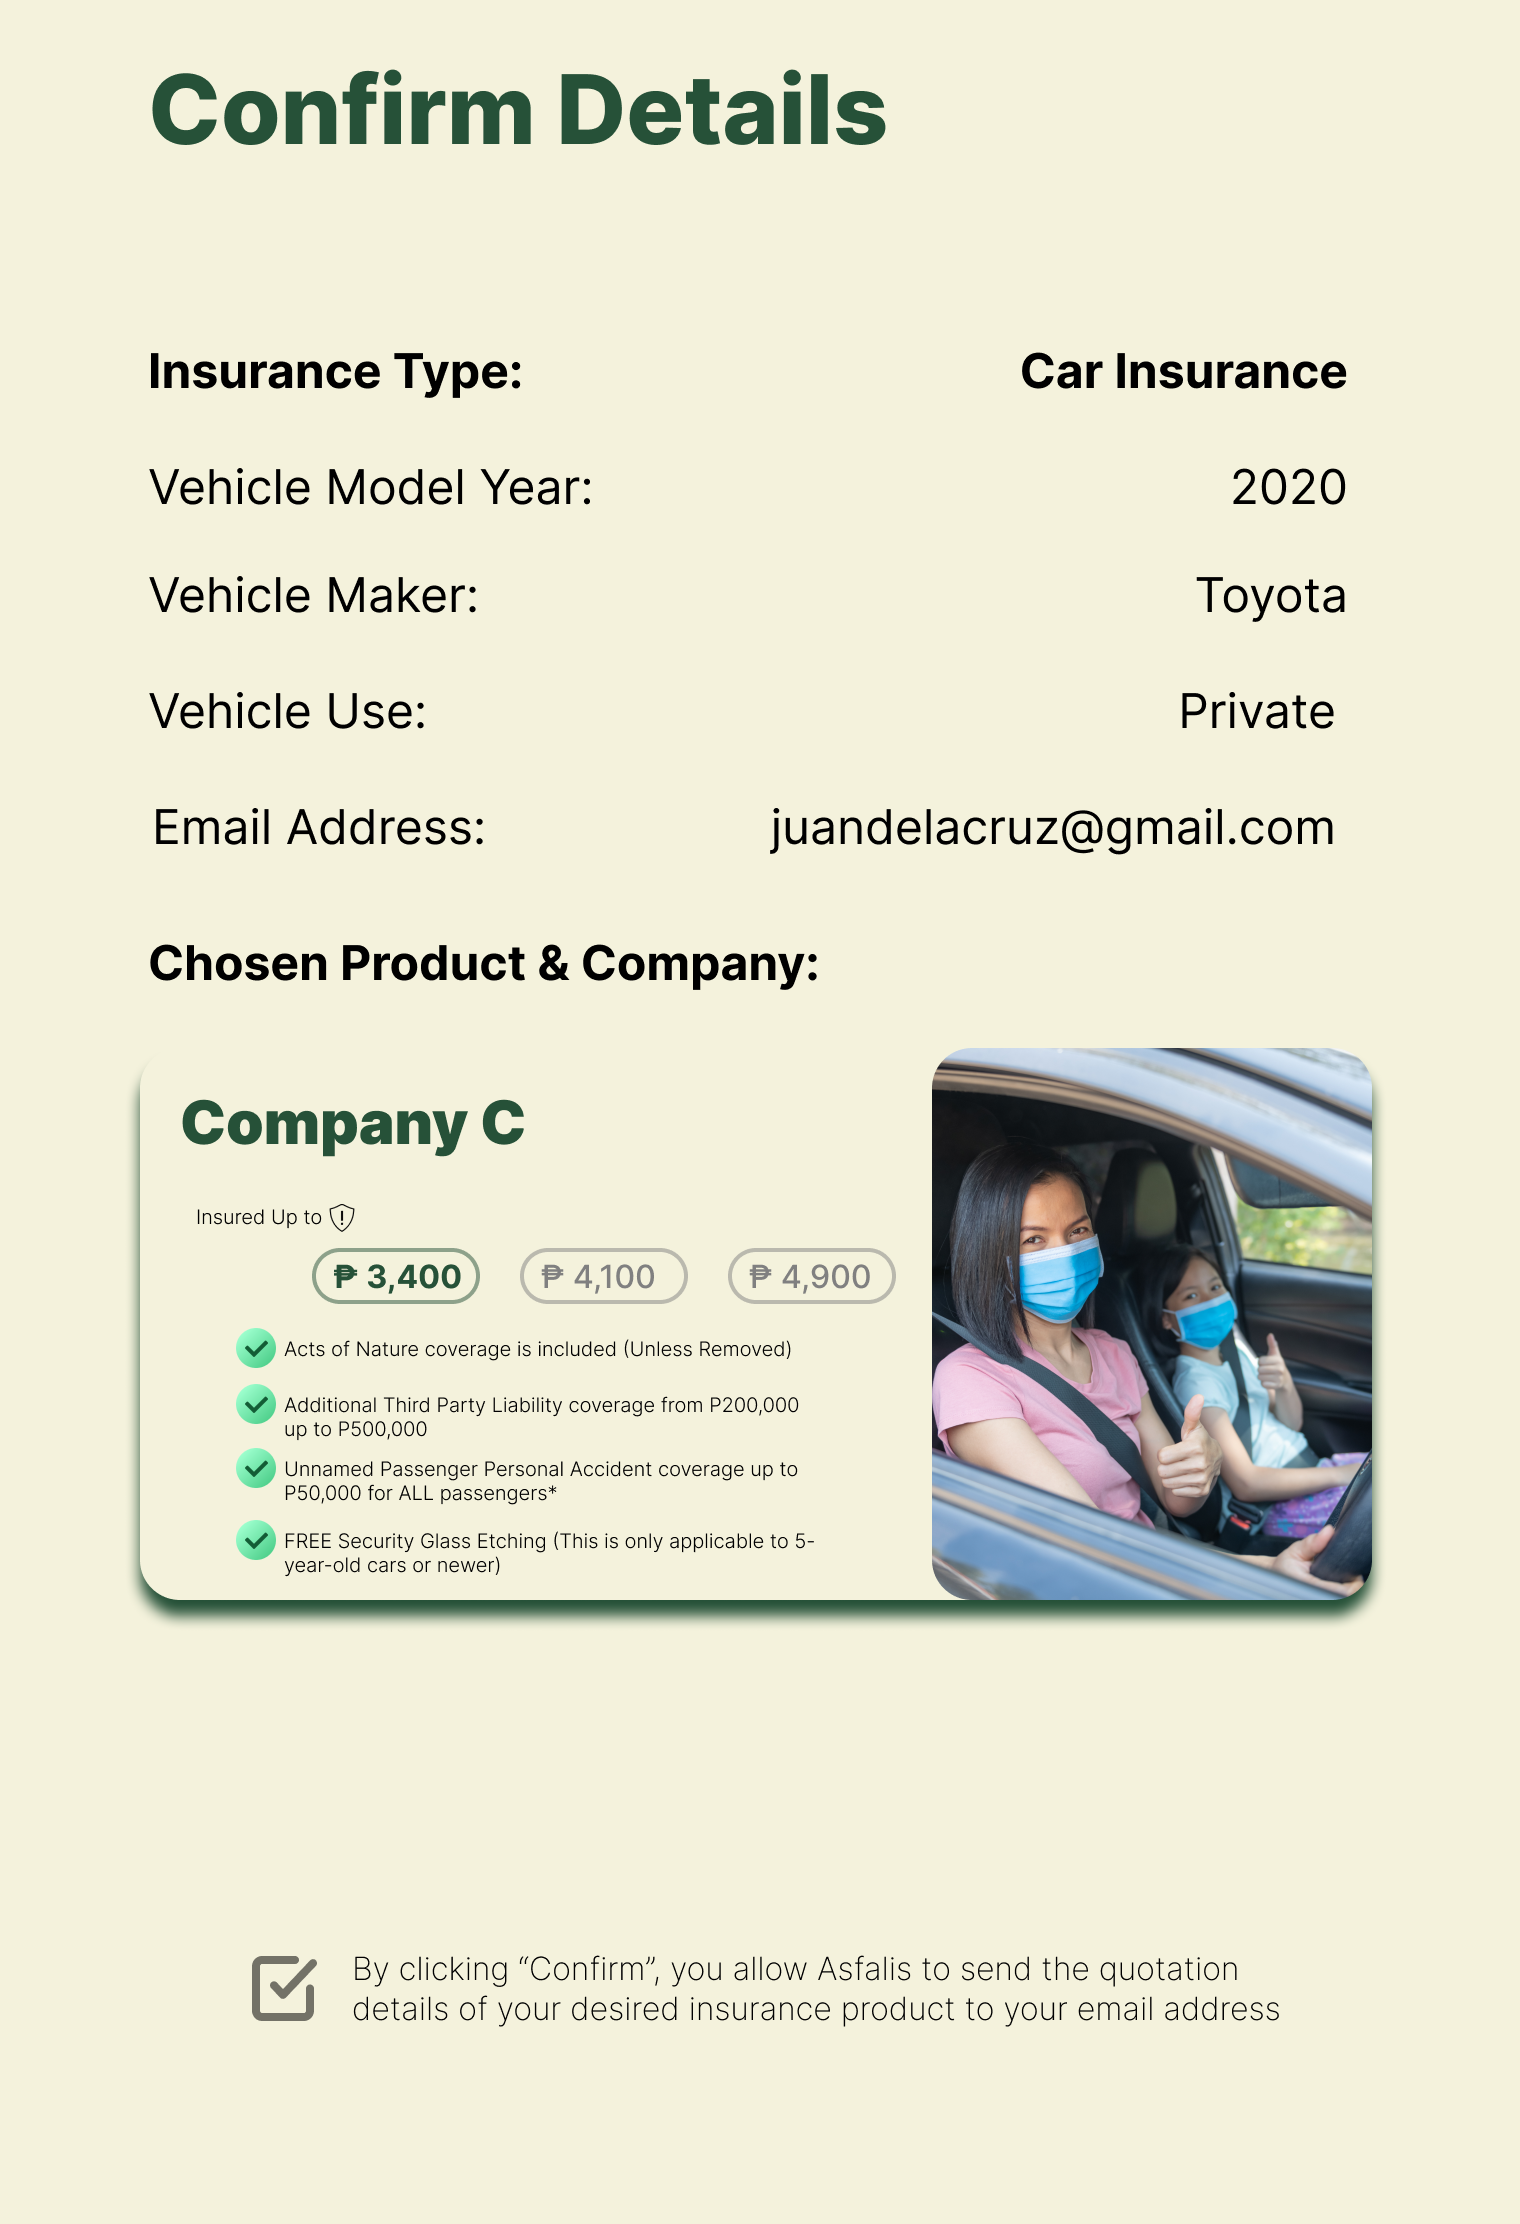 Confirm Details
Insurance Type: Car Insurance
Vehicle Model Year: 2020
Vehicle Maker: Toyota
Vehicle Use: Private
Email Address: juandelacruz@gmail.com
Chosen Product & Company:
Company C
Insured Up to
₱ 3,400 ₱ 4,100 ₱ 4,900
Acts of Nature coverage is included (Unless Removed)
Additional Third Party Liability coverage from P200,000
up to P500,000
Unnamed Passenger Personal Accident coverage up to
P50,000 for ALL passengers*
FREE Security Glass Etching (This is only applicable to 5-
year-old cars or newer)
By clicking “Confirm”, you allow Asfalis to send the quotation
details of your desired insurance product to your email address